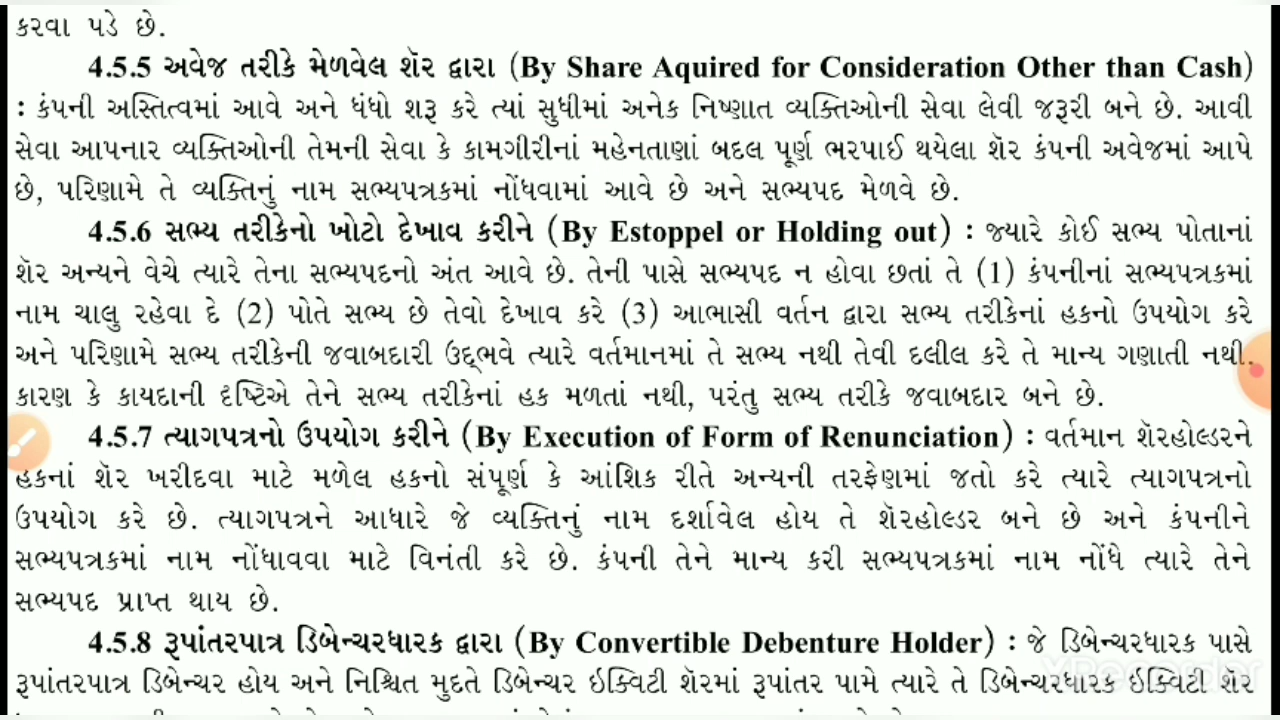 કરવા પડે છે.
4.5.5 અવેજ તરીકે મેળવેલ શૅર દ્વારા (By Share Aquired for Consideration Other than Cash)
: કંપની અસ્તિત્વમાં આવે અને ધંધો શરૂ કરે ત્યાં સુધીમાં અનેક નિષ્ણાત વ્યક્તિઓની સેવા લેવી જરૂરી બને છે. આવી
સેવા આપનાર વ્યક્તિઓની તેમની સેવા કે કામગીરીનાં મહેનતાણાં બદલ પૂર્ણ ભરપાઈ થયેલા શૅર કંપની અવેજમાં આપે
છે, પરિણામે તે વ્યક્તિનું નામ સભ્યપત્રકમાં નોંધવામાં આવે છે અને સભ્યપદ મેળવે છે.
4.5.6 સભ્ય તરીકેનો ખોટો દેખાવ કરીને (By Estoppel or Holding out) : જ્યારે કોઈ સભ્ય પોતાનાં
શૅર અન્યને વેચે ત્યારે તેના સભ્યપદનો અંત આવે છે. તેની પાસે સભ્યપદ ન હોવા છતાં તે (1) કંપનીનાં સભ્યપત્રકમાં
નામ ચાલુ રહેવા દે (2) પોતે સભ્ય છે તેવો દેખાવ કરે (3) આભાસી વર્તન દ્વારા સભ્ય તરીકેનાં હકનો ઉપયોગ કરે
અને પરિણામે સભ્ય તરીકેની જવાબદારી ઉદ્ભવે ત્યારે વર્તમાનમાં તે સભ્ય નથી તેવી દલીલ કરે તે માન્ય ગણાતી નથી.
કારણ કે કાયદાની દૃષ્ટિએ તેને સભ્ય તરીકેનાં હક મળતાં નથી, પરંતુ સભ્ય તરીકે જવાબદાર બને છે.
4.5.7 ત્યાગપત્રનો ઉપયોગ કરીને (By Execution of Form of Renunciation) : વર્તમાન શૅરહોલ્ડરને
હકનાં શૅર ખરીદવા માટે મળેલ હકનો સંપૂર્ણ કે આંશિક રીતે અન્યની તરફેણમાં જતો કરે ત્યારે ત્યાગપત્રનો
ઉપયોગ કરે છે. ત્યાગપત્રને આધારે જે વ્યક્તિનું નામ દર્શાવેલ હોય તે શૅરહોલ્ડર બને છે અને કંપનીને
સભ્યપત્રકમાં નામ નોંધાવવા માટે વિનંતી કરે છે. કંપની તેને માન્ય કરી સભ્યપત્રકમાં નામ નોંધે ત્યારે તેને
સભ્યપદ પ્રાપ્ત થાય છે.
4.5.8 રૂપાંતરપાત્ર ડિબેન્ચરધારક દ્વારા (By Convertible Debenture Holder) : જે ડિબેન્ચરધારક પાસે
રૂપાંતરપાત્ર ડિબેન્ચર હોય અને નિશ્ચિત મુદતે ડિબેન્ચર ઇક્વિટી શૅરમાં રૂપાંતર પામે ત્યારે તે ડિબેન્ચરધારક ઇક્વિટી શૅર
XRecorder